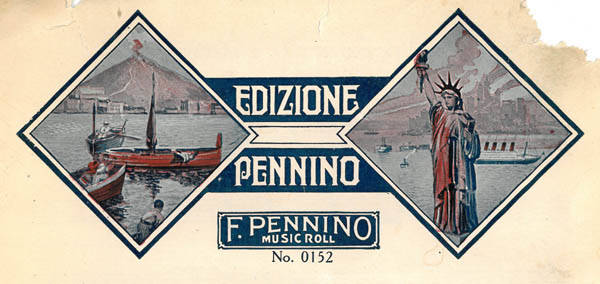 EDIZIONE
PENNINO
F. PENNINO
MUSIC ROLL
No. 0152